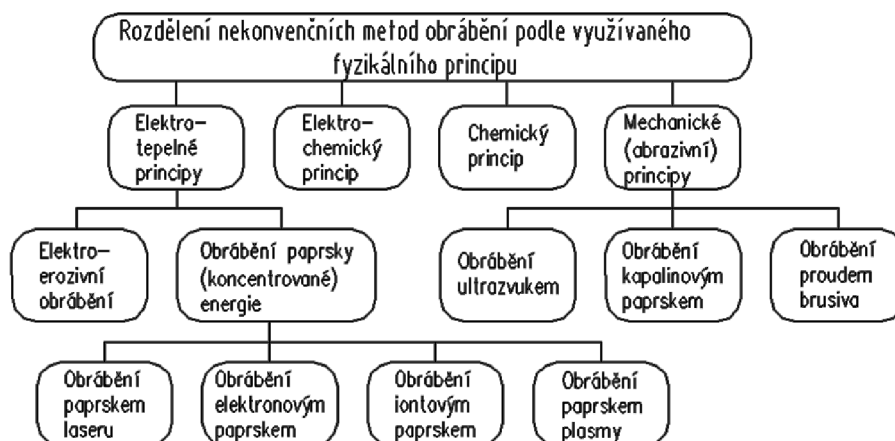 Rozdělení nekonvenčních metod obrábění podle využívaného
fyzikálního principu
Elektro-
tepelné
principy
Elektro-
chemický
princip
Chemický
princip
Mechanické
(abrazivní)
principy
Elektro-
erozivní
obrábění
Obrábění paprsky
(koncentrované)
energie
Obrábění
ultrazvukem
Obrábění
kapalinovým
paprskem
Obrábění
proudem
brusiva
Obrábění
paprskem
laseru
Obrábění
elektronovým
paprskem
Obrábění
iontovým
paprskem
Obrábění
paprskem
plasmy